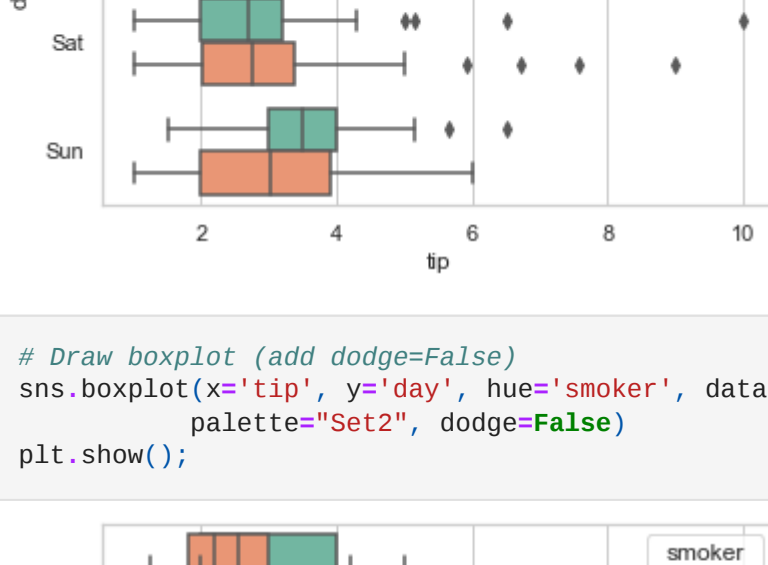 Sat
Sun
2 4 6 8 10
tip
# Draw boxplot (add dodge=False)
sns.boxplot(x='tip', y='day', hue='smoker', data
palette="Set2", dodge=False)
plt.show();
smoker